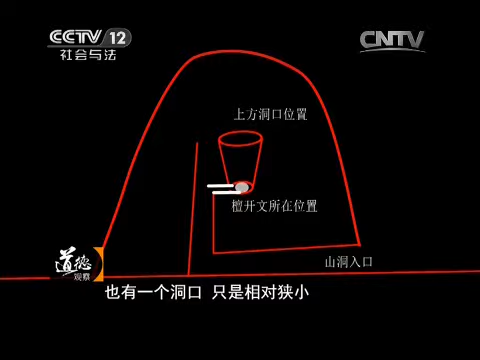 CCTV 12
社会与法
CNTV
上方洞口位置
檀开文所在位置
山洞入口
道德
观察
也有一个洞口 只是相对狭小